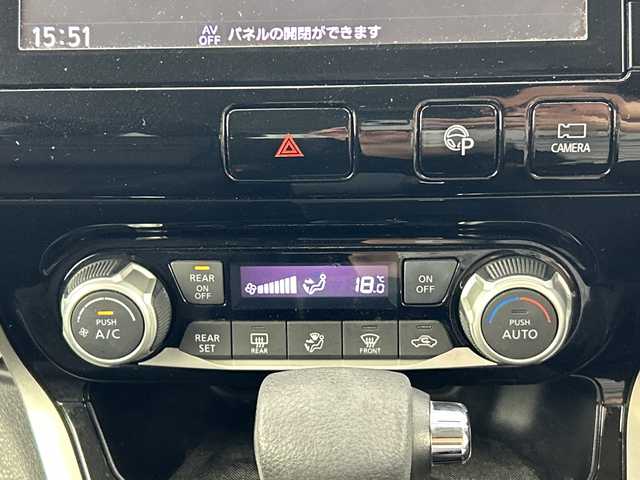 15:51 AV OFF パネルの開閉ができます
P CAMERA
REAR ON OFF
18.0 °C
ON OFF
PUSH A/C
PUSH AUTO
REAR SET
REAR
FRONT